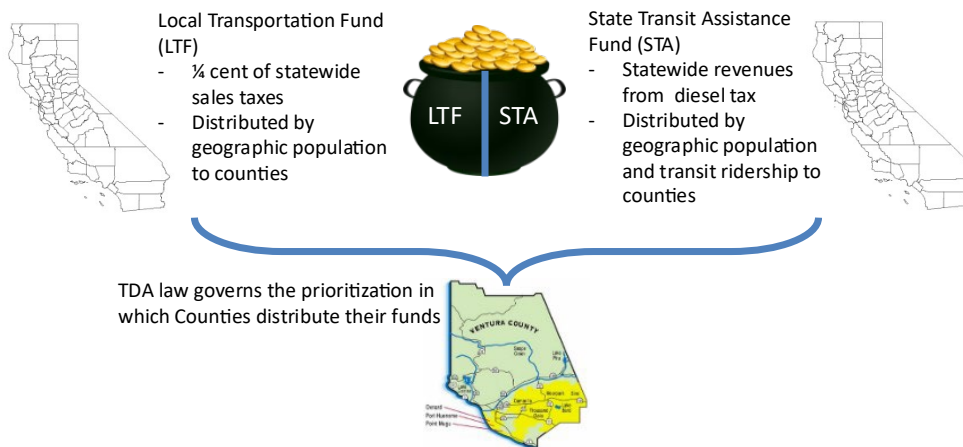 Local Transportation Fund
(LTF)
- ¼ cent of statewide
sales taxes
- Distributed by
geographic population
to counties
LTF
STA
State Transit Assistance
Fund (STA)
- Statewide revenues
from diesel tax
- Distributed by
geographic population
and transit ridership to
counties
TDA law governs the prioritization in
which Counties distribute their funds
VENTURA COUNTY
Oxnard
Port Hueneme
Point Mugu
Thousand
Oaks